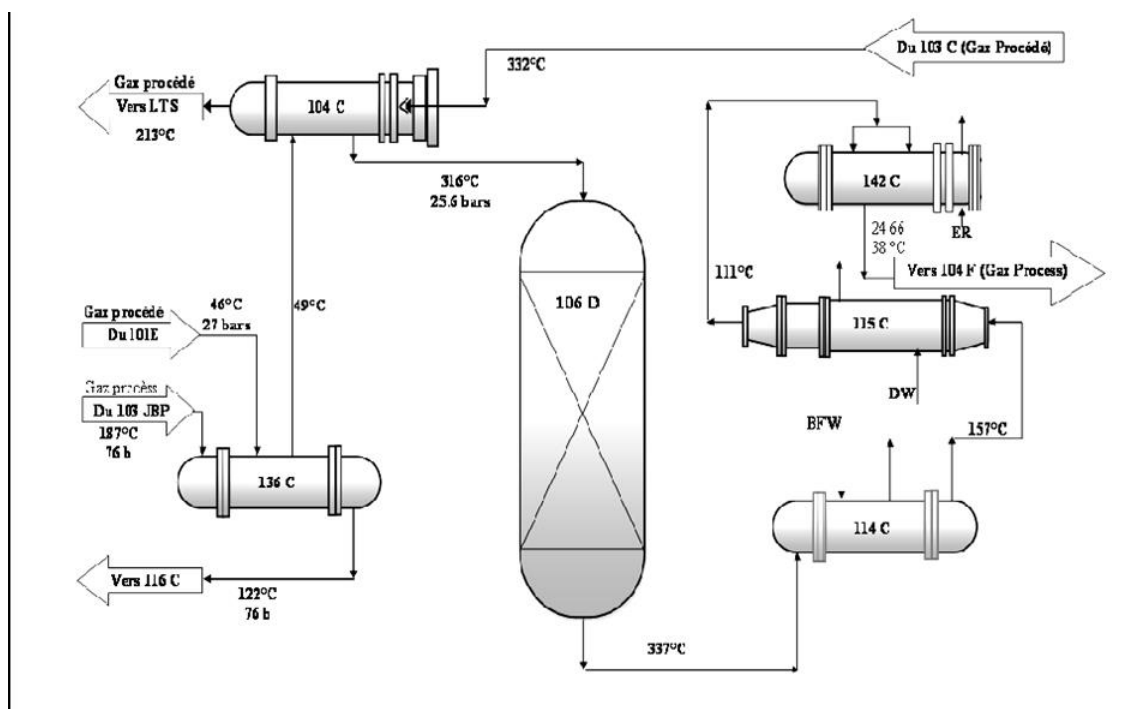 Du 103 C (Gaz Procédé)
332°C
Gaz procédé
Vers LTS
213°C
104 C
316°C
25.6 bars
142 C
24 66
38 °C
ER
Vers 104 F (Gaz Process)
111°C
115 C
DW
BFW
157°C
114 C
106 D
46°C
27 bars
49°C
Gaz procédé
Du 101E
Gaz procèss
Du 103 JBP
187°C
76 b
136 C
Vers 116 C
122°C
76 b
337°C